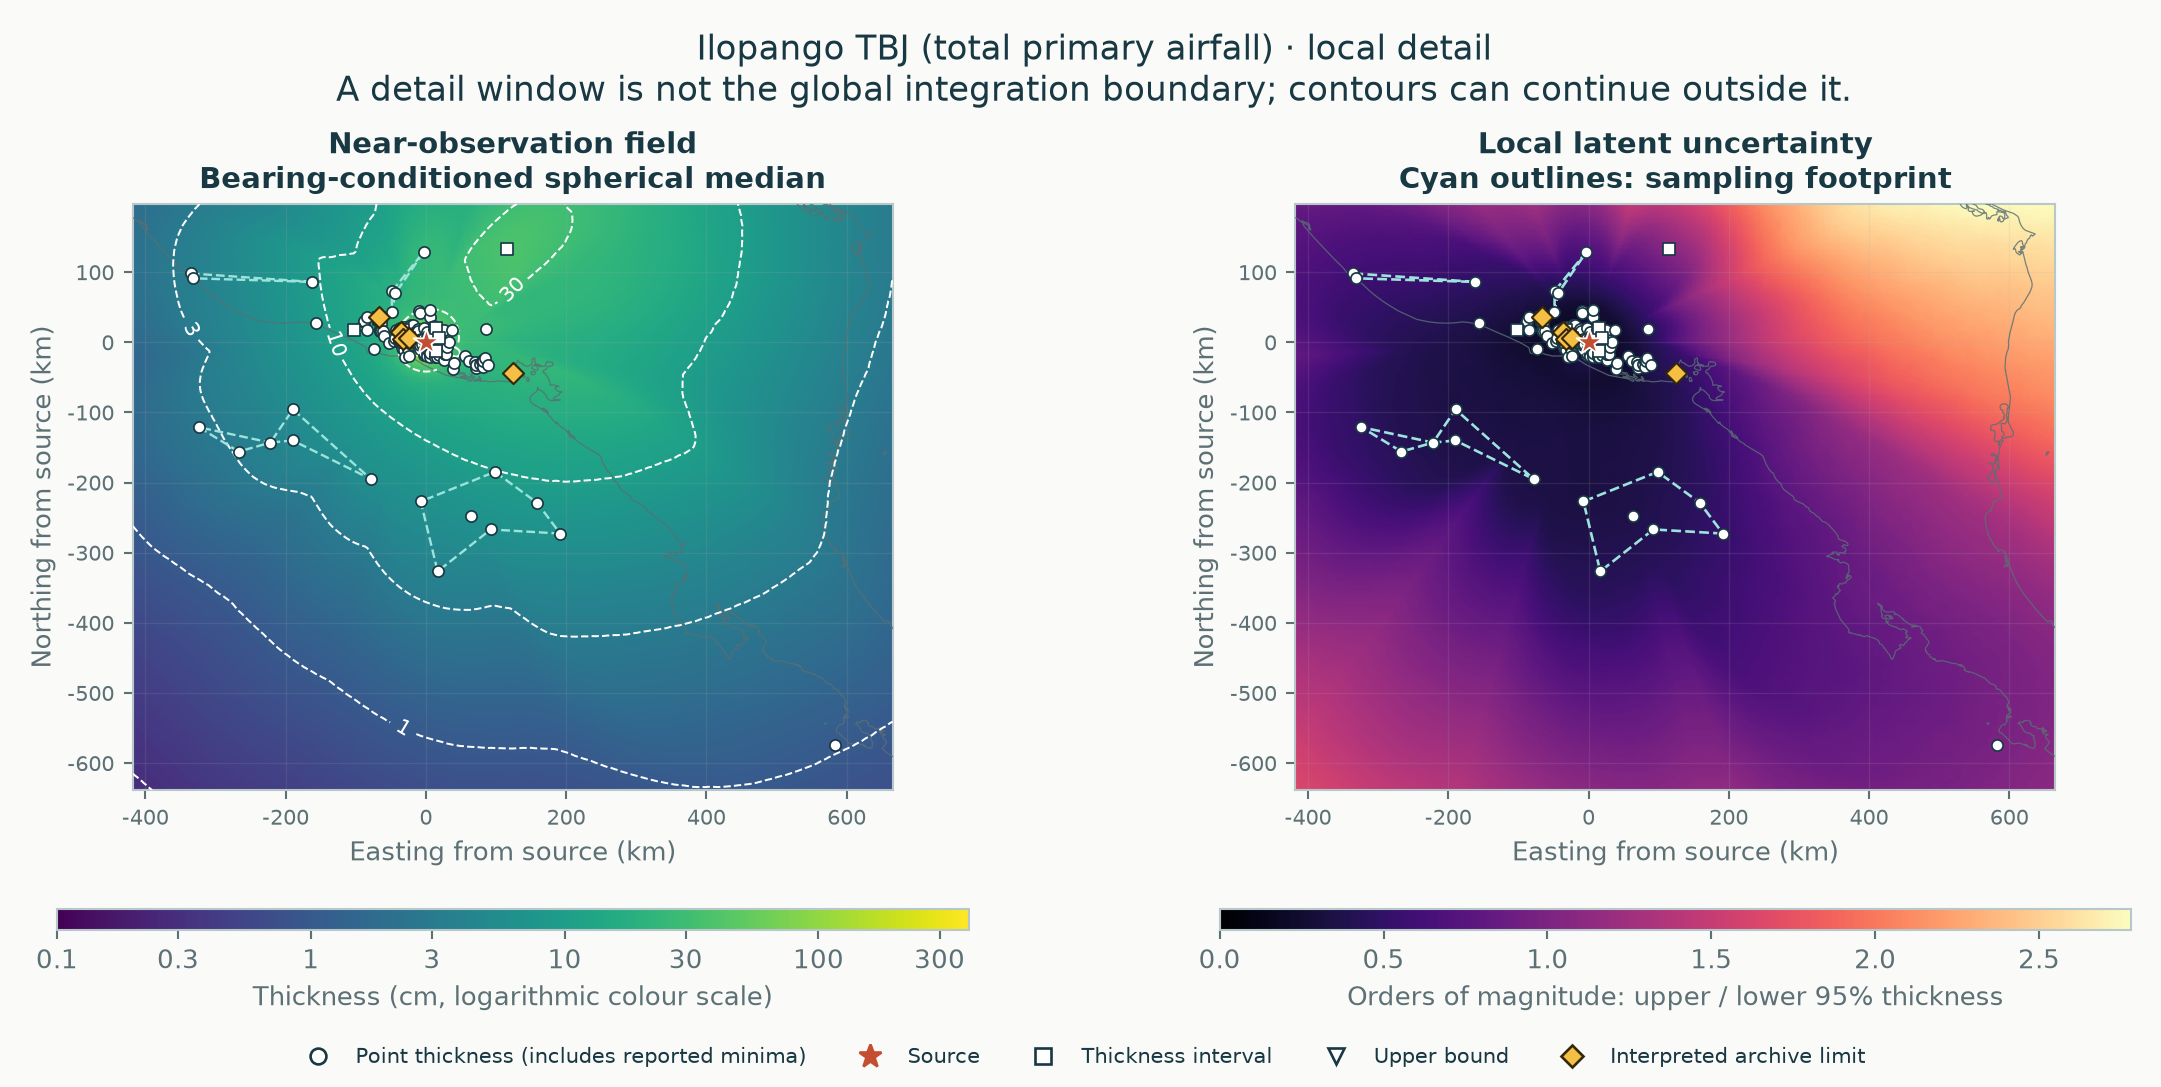 Ilopango TBJ (total primary airfall) · local detail
A detail window is not the global integration boundary; contours can continue outside it.
Near-observation field
Bearing-conditioned spherical median
Northing from source (km)
100
0
-100
-200
-300
-400
-500
-600
3
10
30
1
-400
-200
0
200
400
600
Easting from source (km)
0.1
0.3
1
3
10
30
100
300
Thickness (cm, logarithmic colour scale)
Local latent uncertainty
Cyan outlines: sampling footprint
Northing from source (km)
100
0
-100
-200
-300
-400
-500
-600
-400
-200
0
200
400
600
Easting from source (km)
0.0
0.5
1.0
1.5
2.0
2.5
Orders of magnitude: upper / lower 95% thickness
Point thickness (includes reported minima)
Source
Thickness interval
Upper bound
Interpreted archive limit